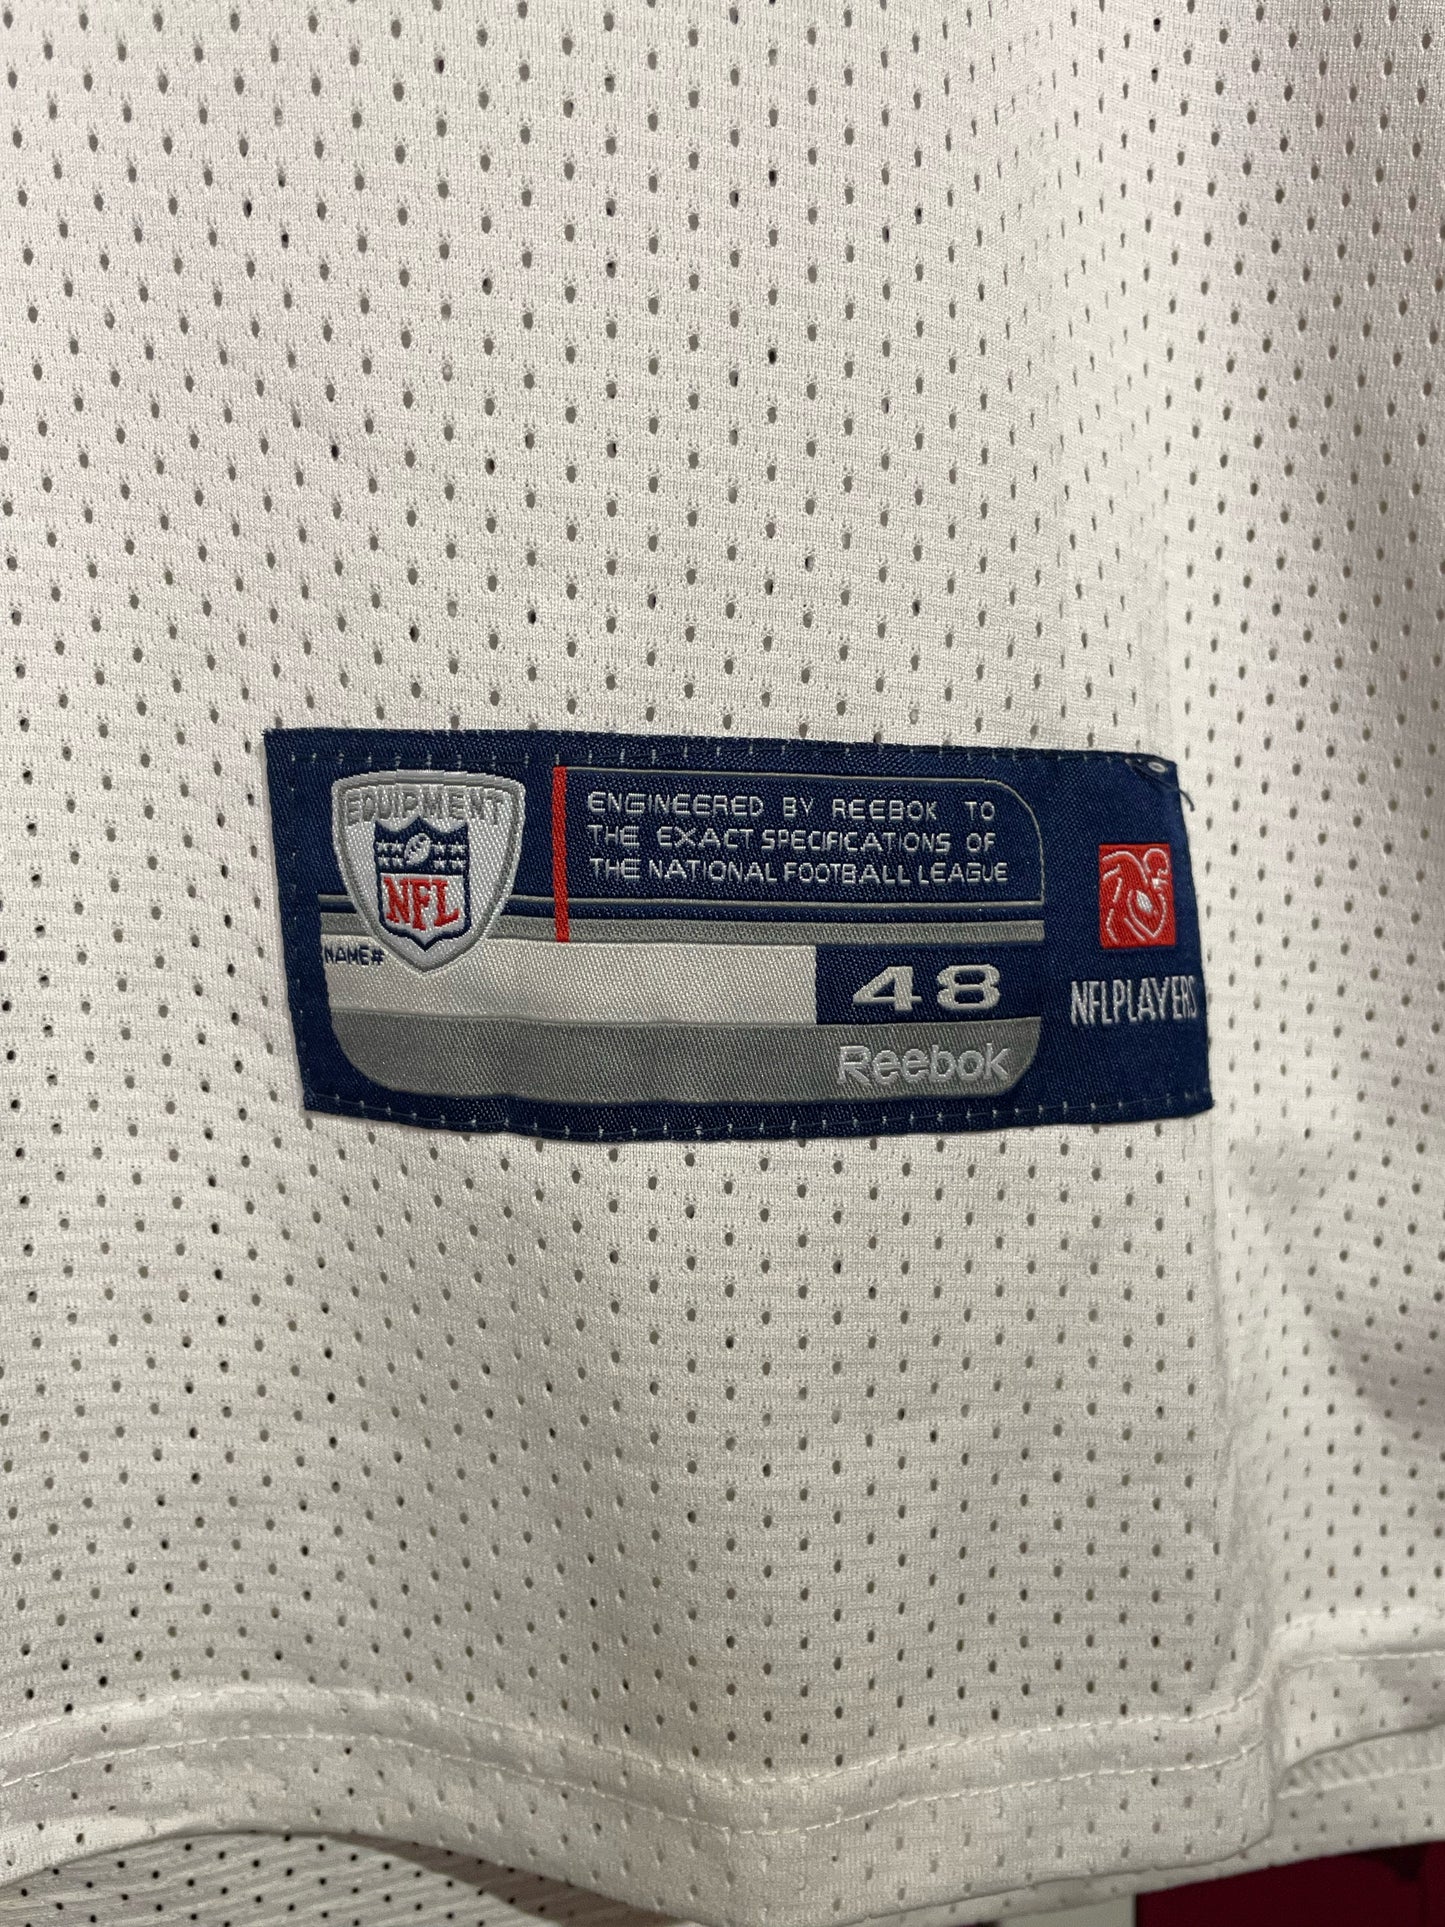 EQUIPMENT
NFL
ENGINEERED BY REEBOK TO
THE EXACT SPECIFICATIONS OF
THE NATIONAL FOOTBALL LEAGUE
NAME#
48
Reebok
NFLPLAYERS